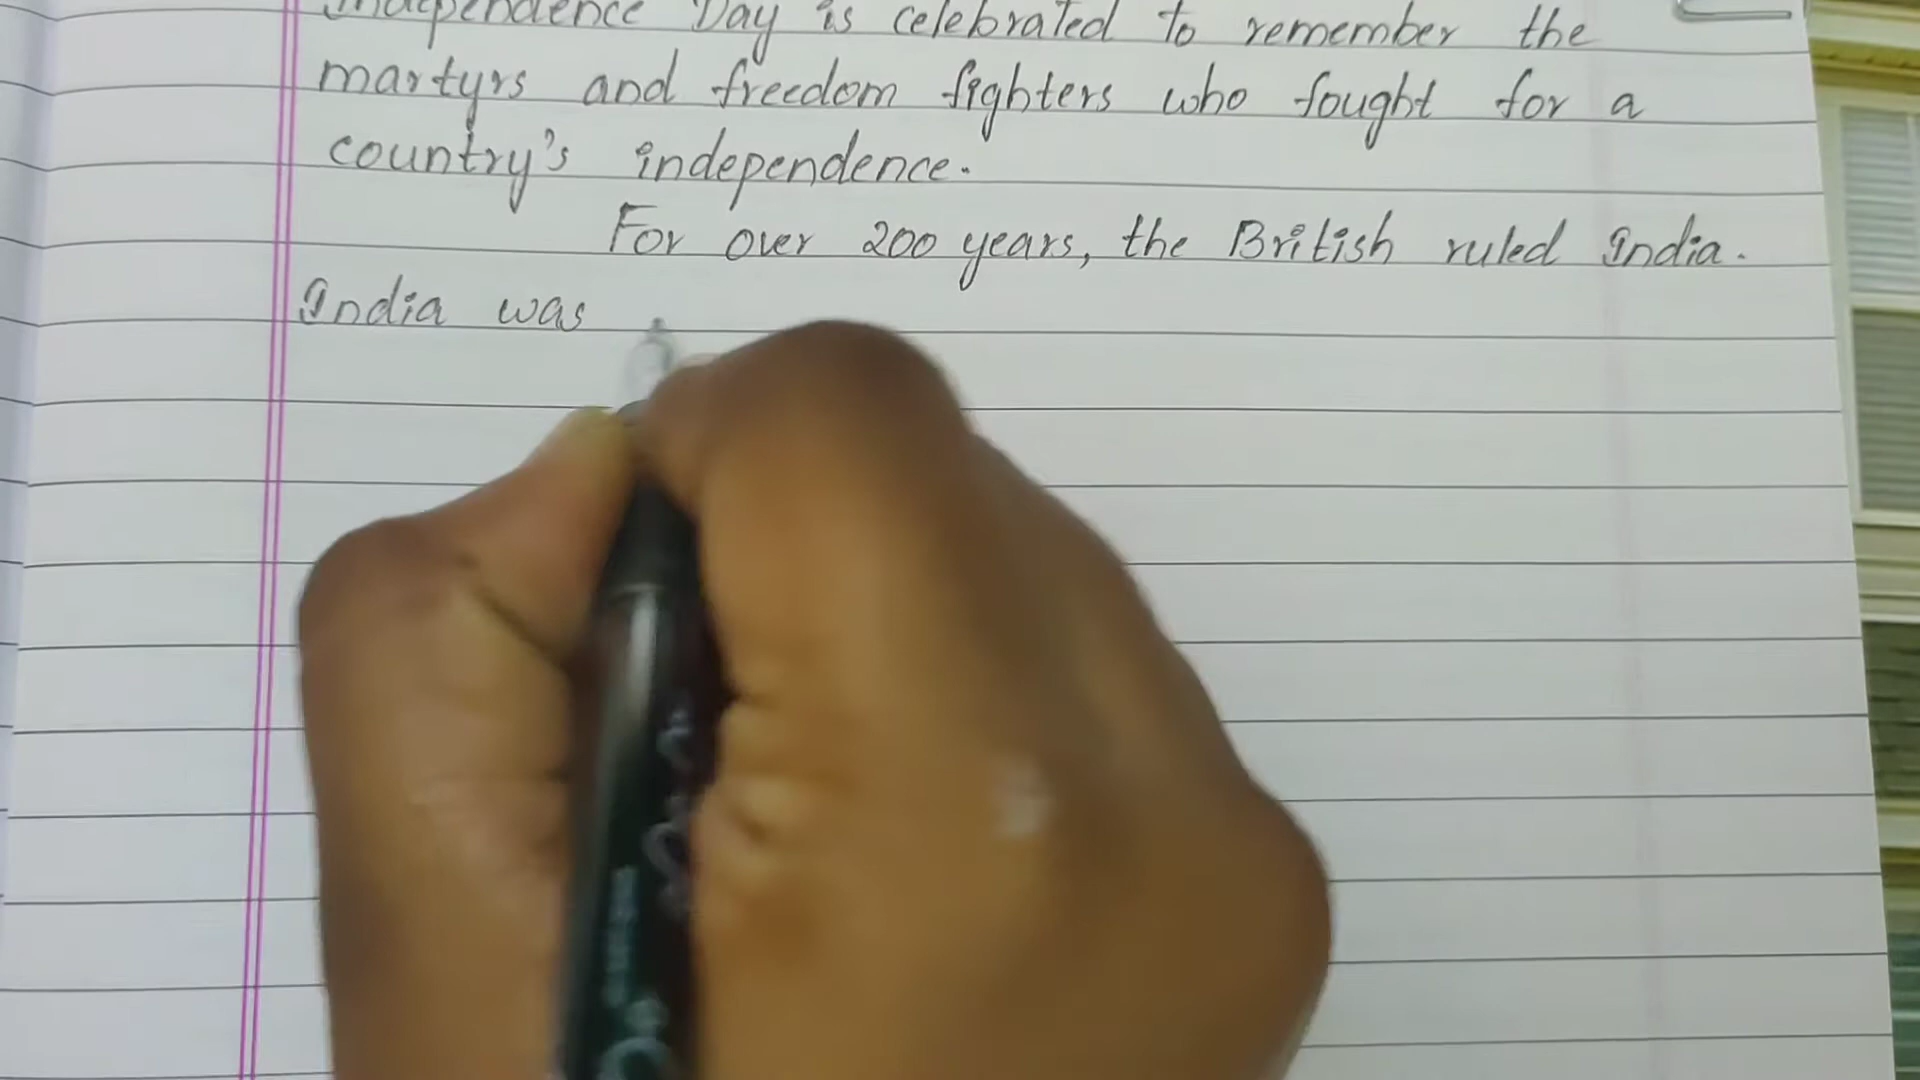 Independence Day is celebrated to remember the
martyrs and freedom fighters who fought for a
country's independence.
For over 200 years, the British ruled India.
India was